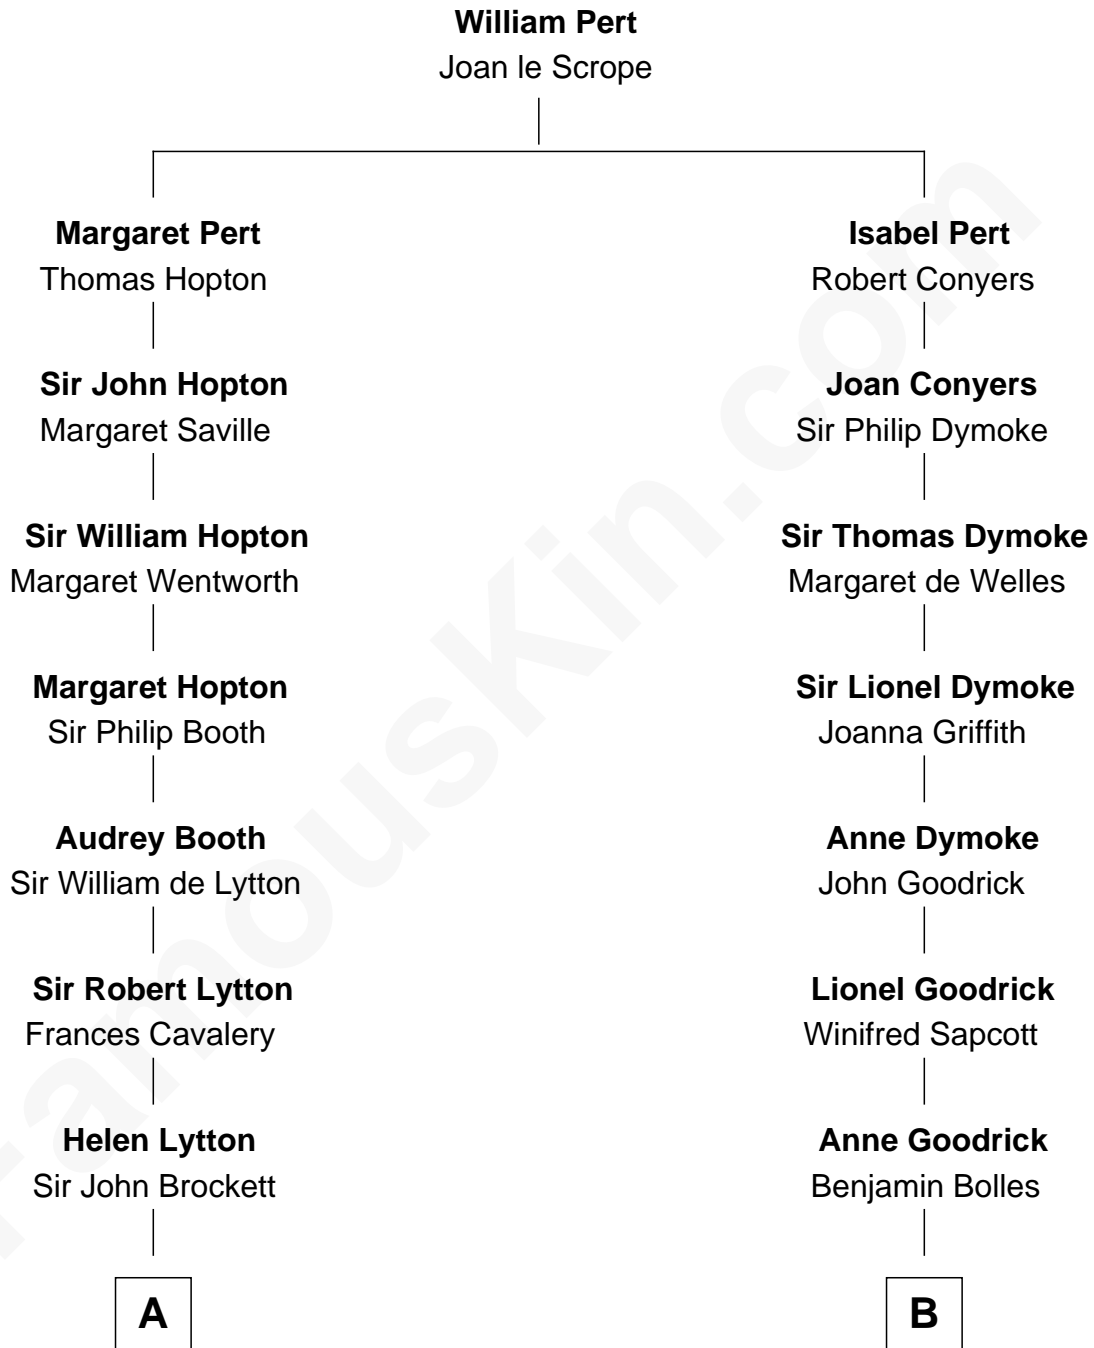 William Pert
Joan le Scrope
Margaret Pert
Thomas Hopton
Isabel Pert
Robert Conyers
Sir John Hopton
Margaret Saville
Joan Conyers
Sir Philip Dymoke
Sir William Hopton
Margaret Wentworth
Sir Thomas Dymoke
Margaret de Welles
Margaret Hopton
Sir Philip Booth
Sir Lionel Dymoke
Joanna Griffith
Audrey Booth
Sir William de Lytton
Anne Dymoke
John Goodrick
Sir Robert Lytton
Frances Cavalery
Lionel Goodrick
Winifred Sapcott
Helen Lytton
Sir John Brockett
Anne Goodrick
Benjamin Bolles
A
B
FamousKin.com